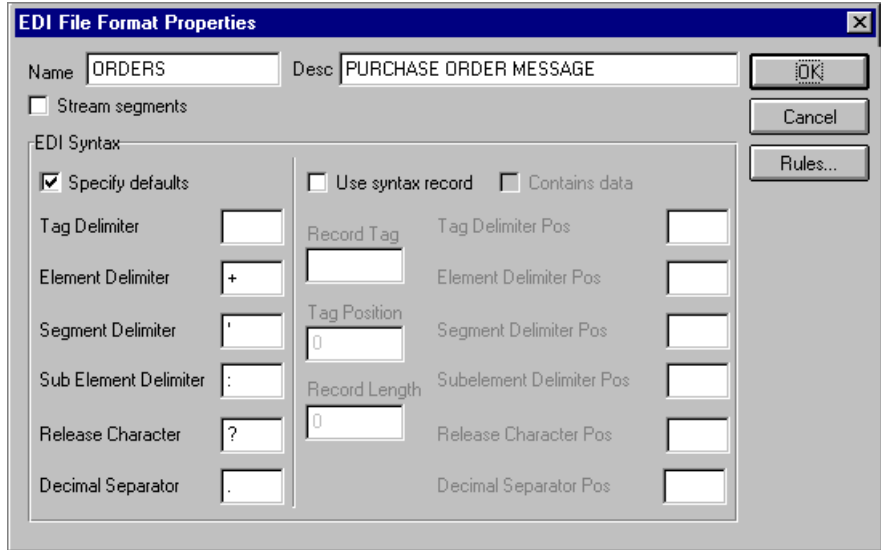 EDI File Format Properties
Name ORDERS Desc PURCHASE ORDER MESSAGE OK
Stream segments Cancel
EDI Syntax
Rules...
Specify defaults Use syntax record Contains data
Tag Delimiter Record Tag Tag Delimiter Pos
Element Delimiter + Element Delimiter Pos
Segment Delimiter ' Tag Position 0 Segment Delimiter Pos
Sub Element Delimiter : Record Length Subelement Delimiter Pos
Release Character ? 0 Release Character Pos
Decimal Separator . Decimal Separator Pos